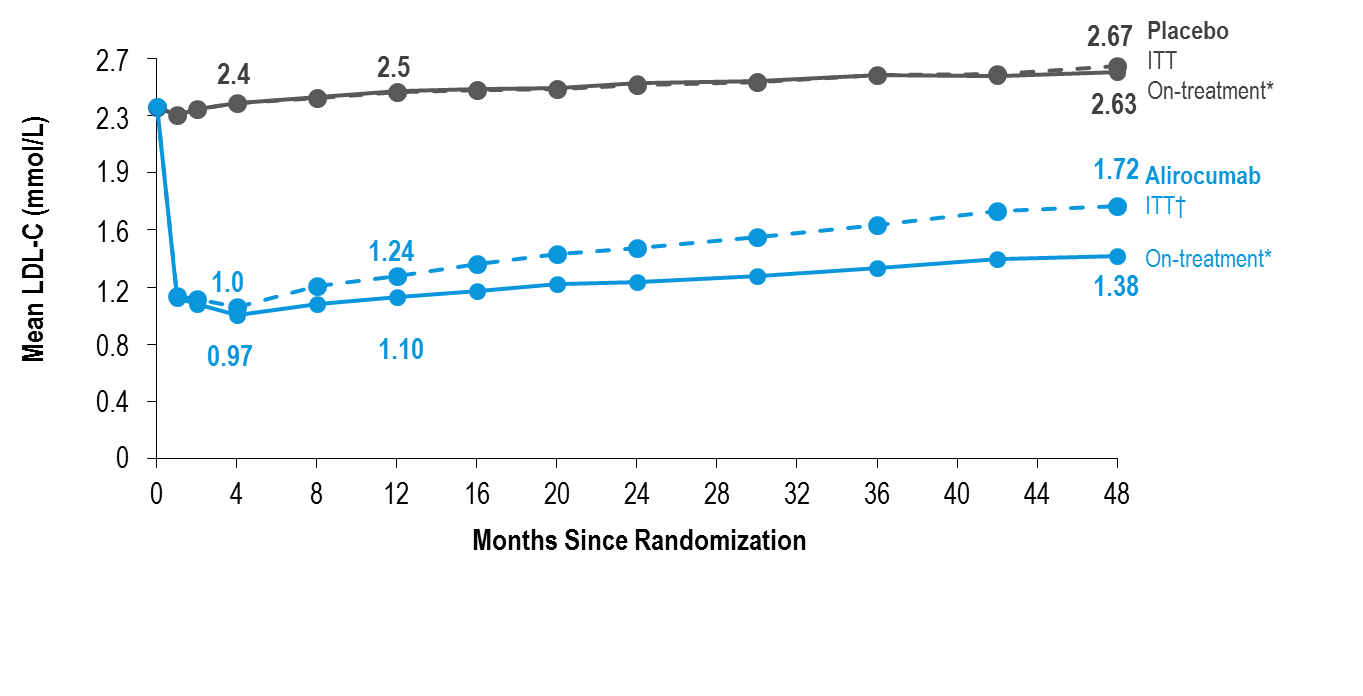 Placebo
2.67
ITT
2.7
2.4
2.5
On-treatment*
2.63
2.3
1.9
1.72
Alirocumab
ITT†
1.6
1.24
On-treatment*
1.0
1.38
1.2
0.97
1.10
0.8
0.4
0
Mean LDL-C (mmol/L)
0 4 8 12 16 20 24 28 32 36 40 44 48
Months Since Randomization